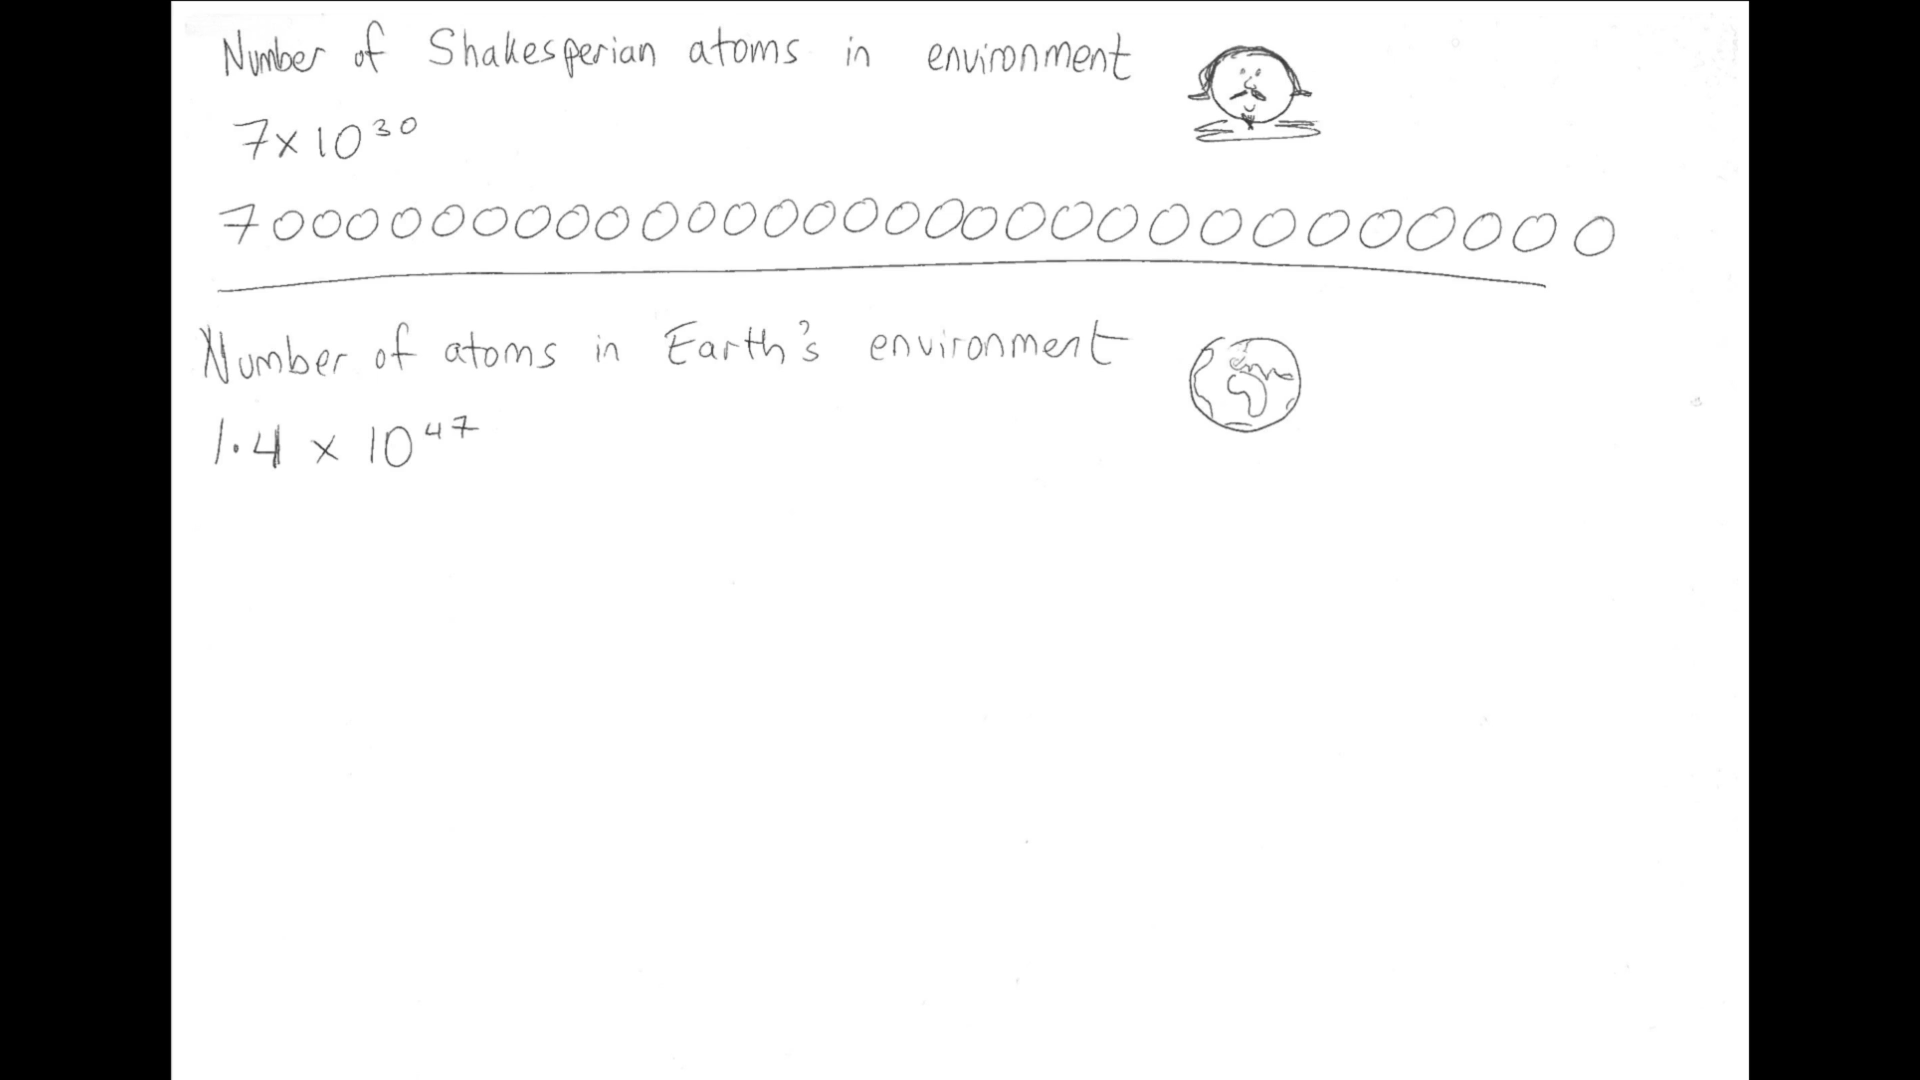 Number of Shakesperian atoms in environment
7 x 10³⁰
7000000000000000000000000000000
Number of atoms in Earth's environment
1.4 x 10⁴⁷